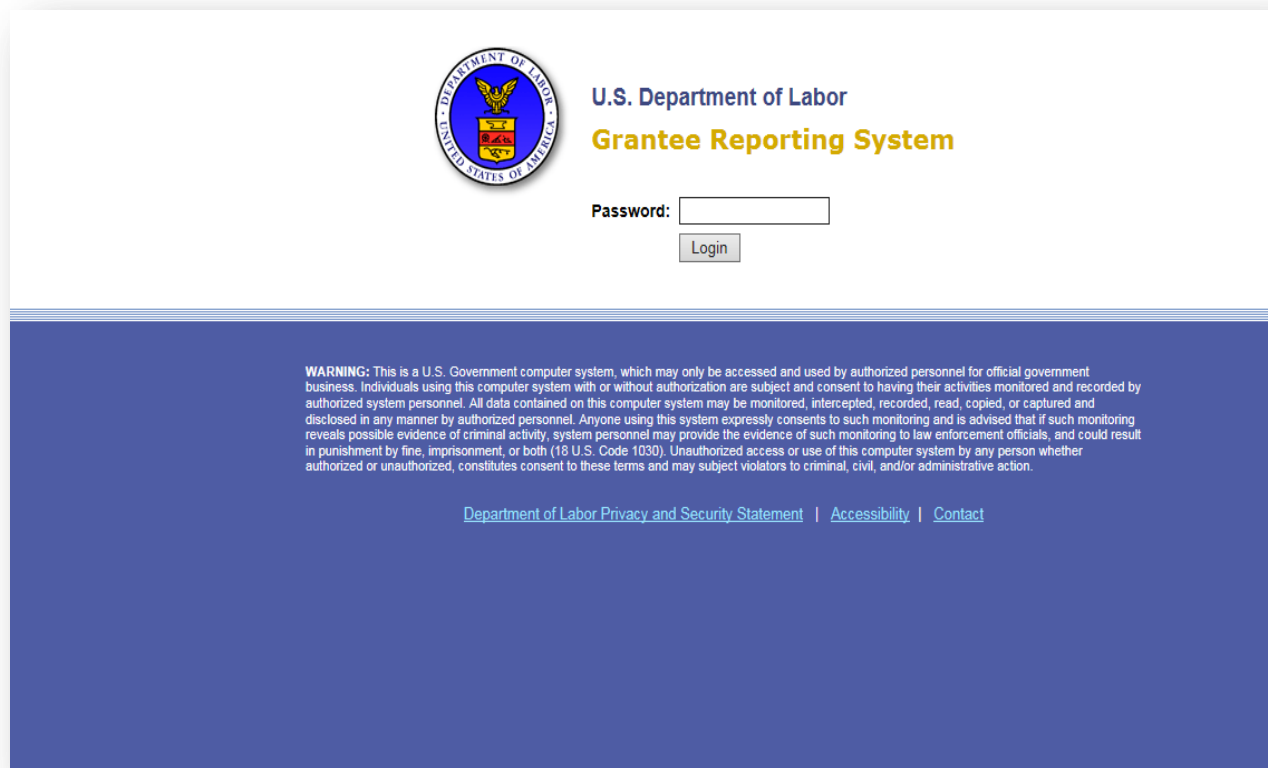 DEPARTMENT OF LABOR
UNITED STATES OF AMERICA
U.S. Department of Labor
Grantee Reporting System
Password:
Login
WARNING: This is a U.S. Government computer system, which may only be accessed and used by authorized personnel for official government
business. Individuals using this computer system with or without authorization are subject and consent to having their activities monitored and recorded by
authorized system personnel. All data contained on this computer system may be monitored, intercepted, recorded, read, copied, or captured and
disclosed in any manner by authorized personnel. Anyone using this system expressly consents to such monitoring and is advised that if such monitoring
reveals possible evidence of criminal activity, system personnel may provide the evidence of such monitoring to law enforcement officials, and could result
in punishment by fine, imprisonment, or both (18 U.S. Code 1030). Unauthorized access or use of this computer system by any person whether
authorized or unauthorized, constitutes consent to these terms and may subject violators to criminal, civil, and/or administrative action.
Department of Labor Privacy and Security Statement | Accessibility | Contact